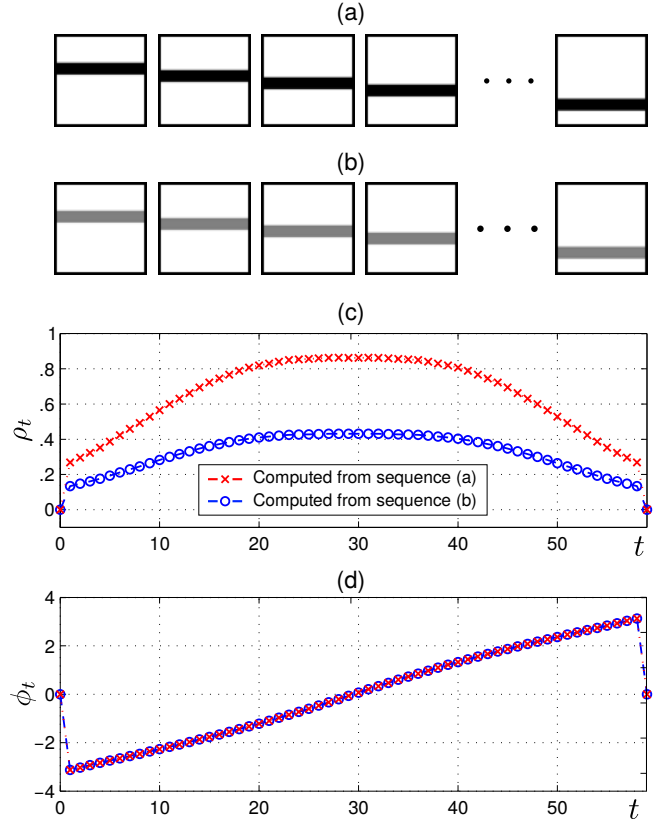 (a)
(b)
(c)
1
.8
.6
.4
.2
0
ρt
Computed from sequence (a)
Computed from sequence (b)
0 10 20 30 40 50 t
(d)
4
2
0
−2
−4
ϕt
0 10 20 30 40 50 t